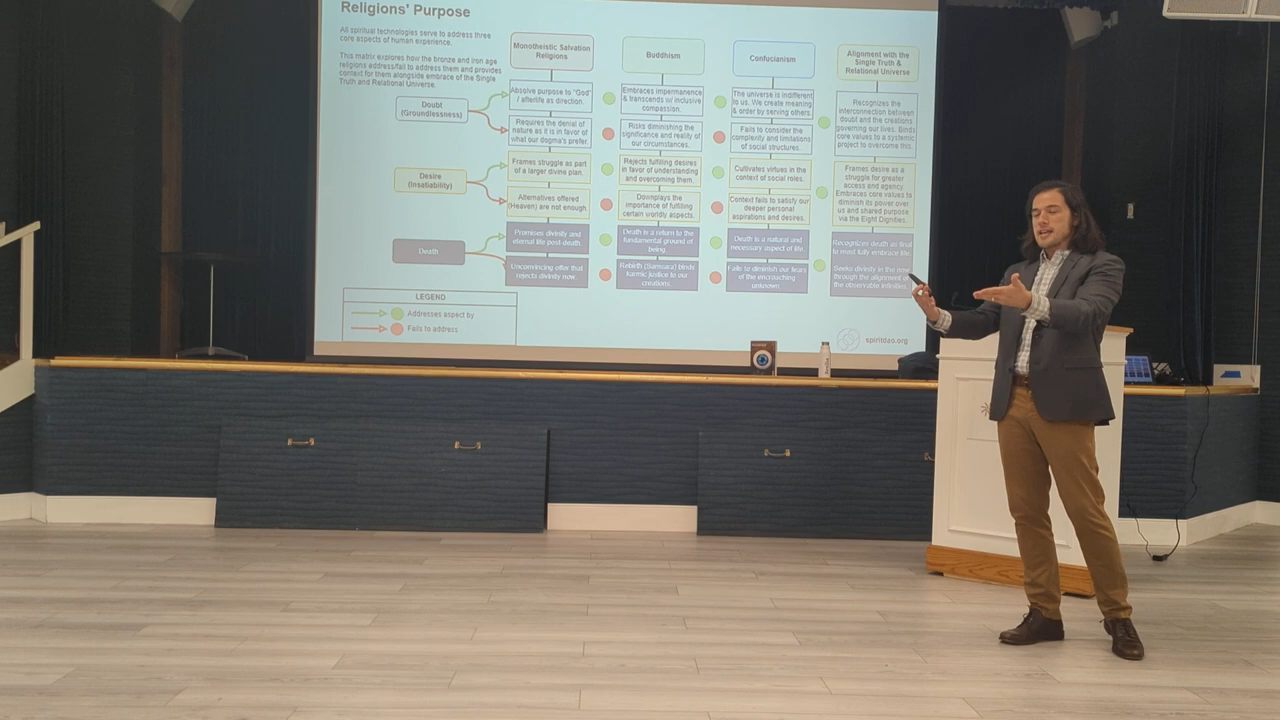 Religions' Purpose
All spiritual technologies serve to address three
core aspects of human experience.
This matrix explores how the bronze and iron age
religions address/fail to address them and provides
context for them alongside embrace of the Single
Truth and Relational Universe.
Monotheistic Salvation
Religions
Buddhism
Confucianism
Alignment with the
Single Truth &
Relational Universe
Doubt
(Groundlessness)
Absolve purpose to "God"
/ afterlife as direction.
Embraces impermanence
& transcends w/ inclusive
compassion.
The universe is indifferent
to us. We create meaning
& order by serving others.
Recognizes the
interconnection between
doubt and the creations
governing our lives. Binds
core values to a systemic
project to overcome this.
Requires the denial of
nature as it is in favor of
what our dogma's prefer.
Risks diminishing the
significance and reality of
our circumstances.
Fails to consider the
complexity and limitations
of social structures.
Desire
(Insatiability)
Frames struggle as part
of a larger divine plan.
Rejects fulfilling desires
in favor of understanding
and overcoming them.
Cultivates virtues in the
context of social roles.
Frames desire as a
struggle for greater
access and agency.
Embraces core values to
diminish its power over
us and shared purpose
via the Eight Dignities.
Alternatives offered
(Heaven) are not enough.
Downplays the
importance of fulfilling
certain worldly aspects.
Context fails to satisfy our
deeper personal
aspirations and desires.
Death
Promises divinity and
eternal life post-death.
Death is a return to the
fundamental ground of
being.
Death is a natural and
necessary aspect of life.
Recognize death as final
to most fully embrace life.
Seeks divinity in the now
through the alignment of
the observable infinities.
Unconvincing offer that
rejects divinity now.
Rebirth (Samsara) binds
karmic justice to our
creations.
Fails to diminish our fears
of the encroaching
unknown.
LEGEND
Addresses aspect by
Fails to address
spiritdao.org